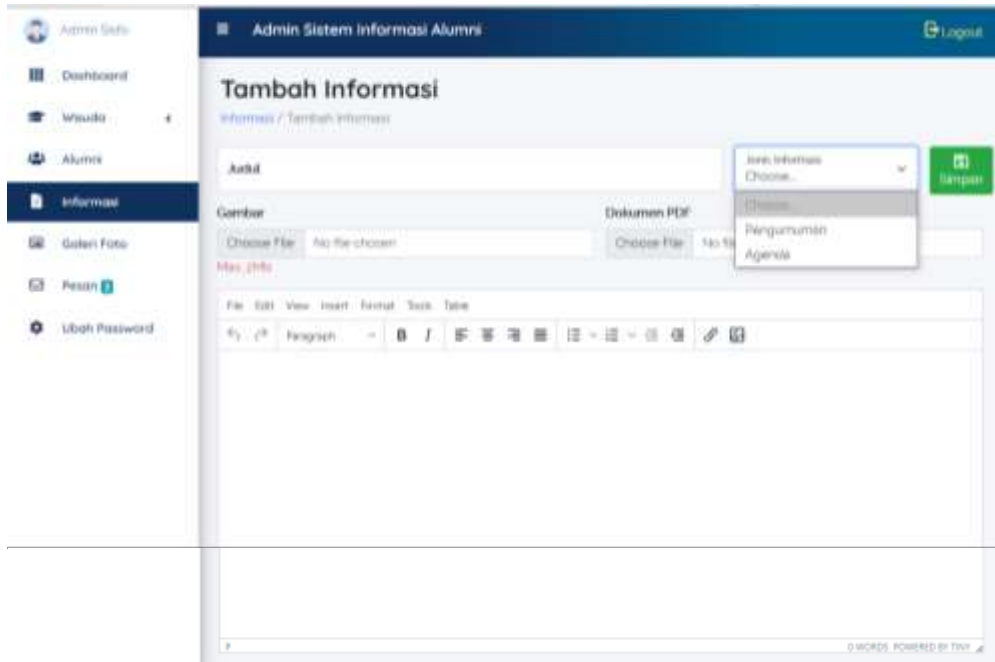 Admin Sisfo
Admin Sistem Informasi Alumni
Logout
Dashboard
Wisuda
Alumni
Informasi
Galeri Foto
Pesan
Ubah Password
Tambah Informasi
Informasi / Tambah Informasi
Judul
Jenis Informasi
Choose...
Simpan
Choose...
Pengumuman
Agenda
Gambar
Dokumen PDF
Choose File No file chosen
Choose File No
Max 2Mb
File Edit View Insert Format Tools Table
Paragraph B I
P
0 WORDS POWERED BY TINY